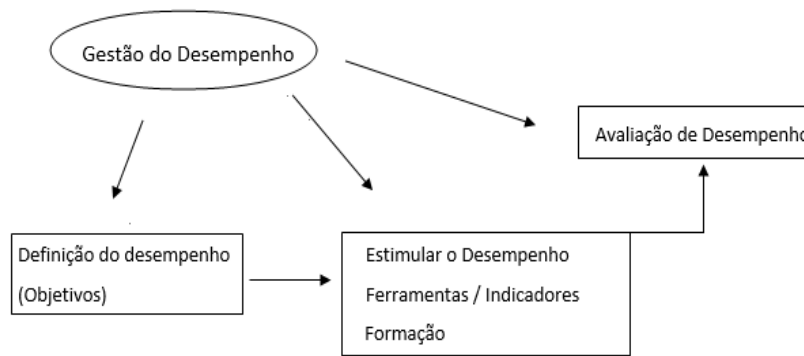 Gestão do Desempenho
Avaliação de Desempenho
Definição do desempenho
(Objetivos)
Estimular o Desempenho
Ferramentas / Indicadores
Formação